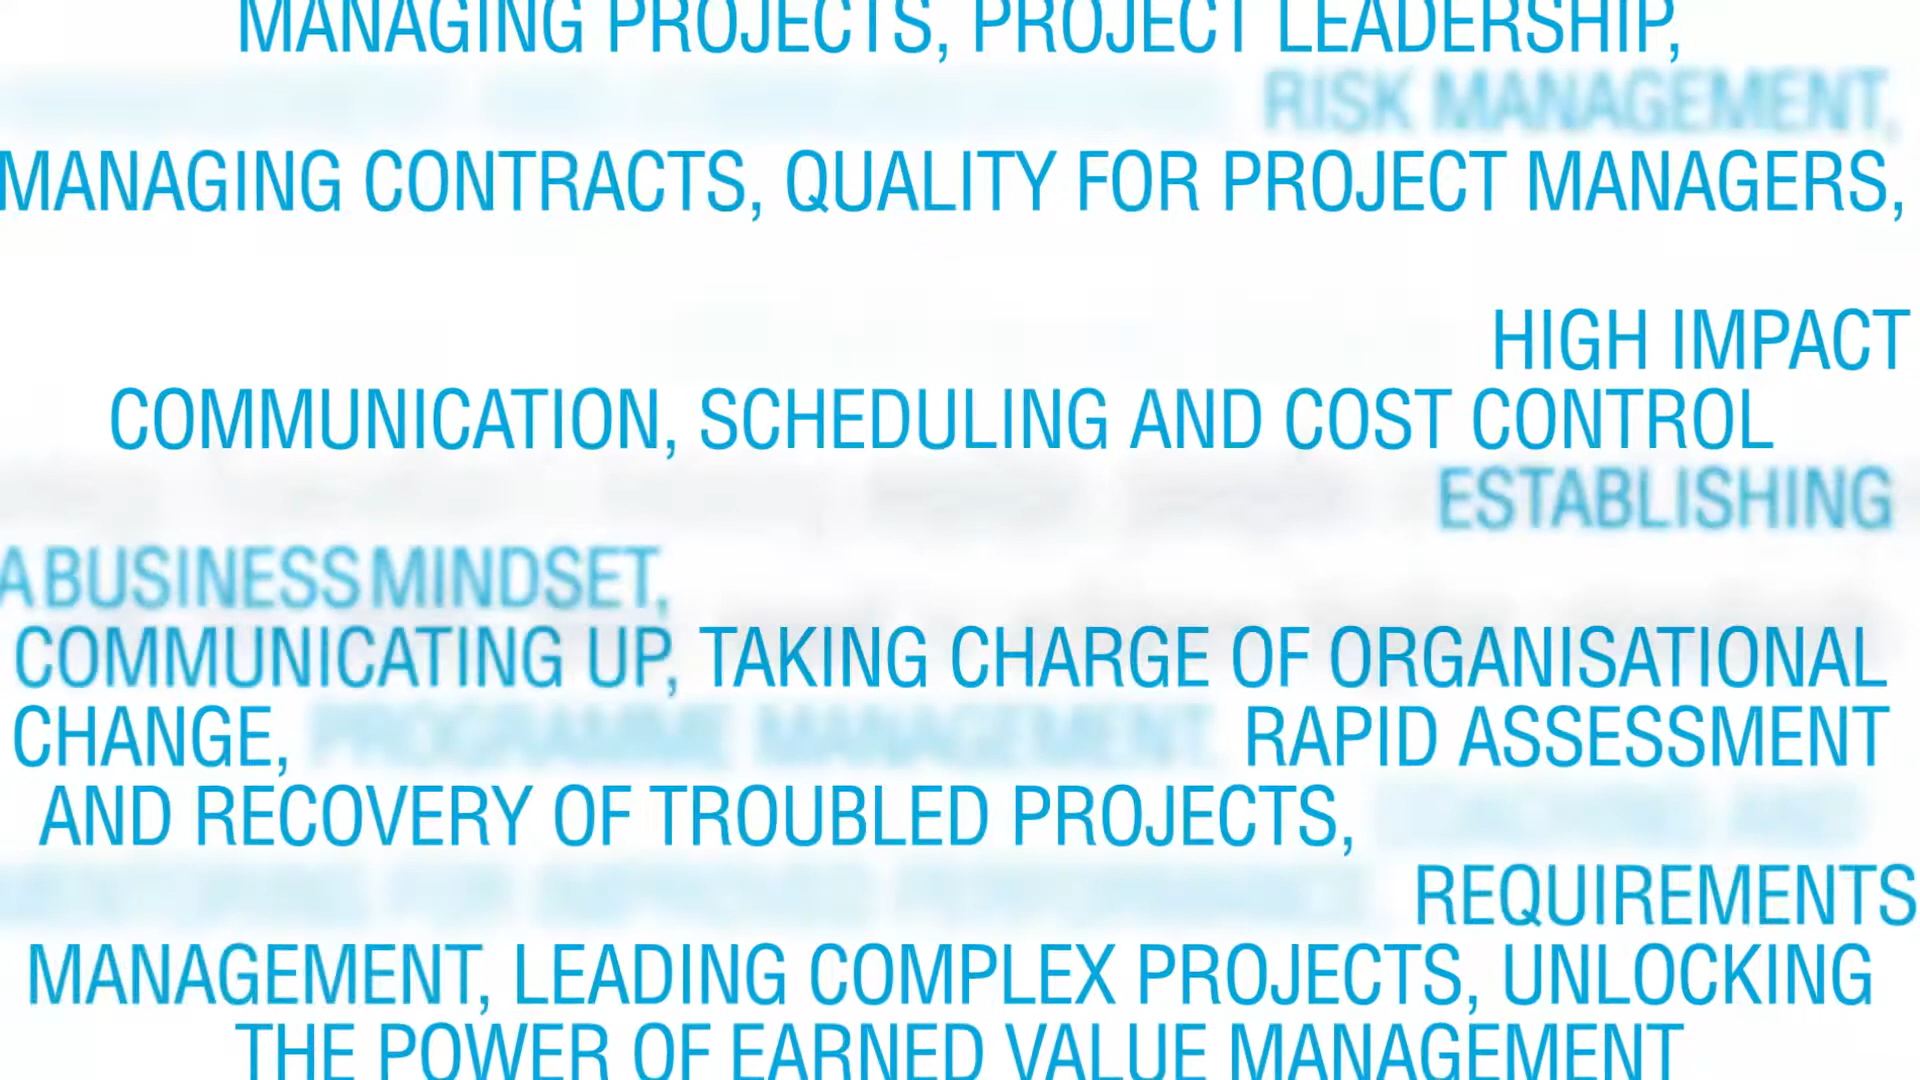 MANAGING PROJECTS, PROJECT LEADERSHIP,
RISK MANAGEMENT,
MANAGING CONTRACTS, QUALITY FOR PROJECT MANAGERS,
HIGH IMPACT
COMMUNICATION, SCHEDULING AND COST CONTROL
ESTABLISHING
A BUSINESS MINDSET,
COMMUNICATING UP, TAKING CHARGE OF ORGANISATIONAL
CHANGE, PROGRAMME MANAGEMENT, RAPID ASSESSMENT
AND RECOVERY OF TROUBLED PROJECTS,
REQUIREMENTS
MANAGEMENT, LEADING COMPLEX PROJECTS, UNLOCKING
THE POWER OF EARNED VALUE MANAGEMENT